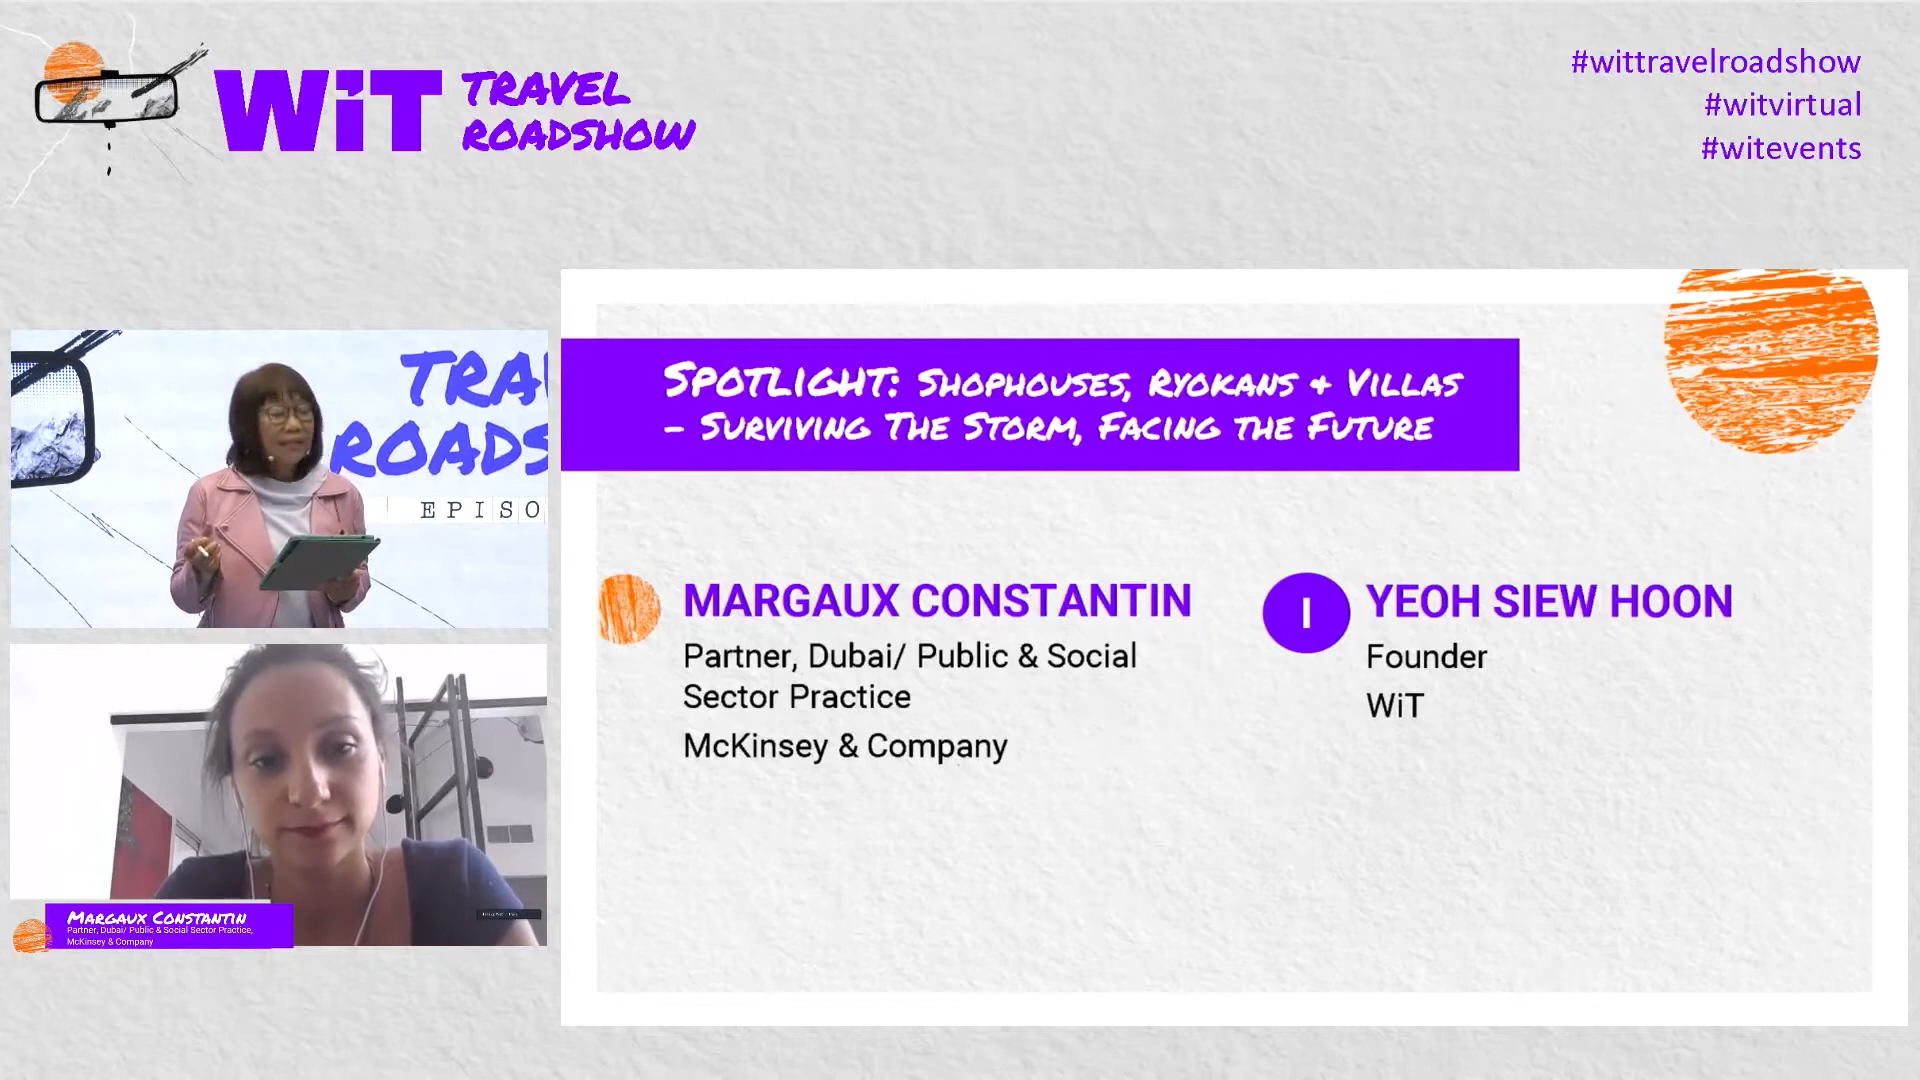 WiT TRAVEL
ROADSHOW
#wittravelroadshow
#witvirtual
#witevents
TRAV
ROADS
EPISO
SPOTLIGHT: SHOPHOUSES, RYOKANS + VILLAS
– SURVIVING THE STORM, FACING THE FUTURE
MARGAUX CONSTANTIN
Partner, Dubai/ Public & Social
Sector Practice
McKinsey & Company
I
YEOH SIEW HOON
Founder
WiT
MARGAUX CONSTANTIN
Partner, Dubai/ Public & Social Sector Practice,
McKinsey & Company